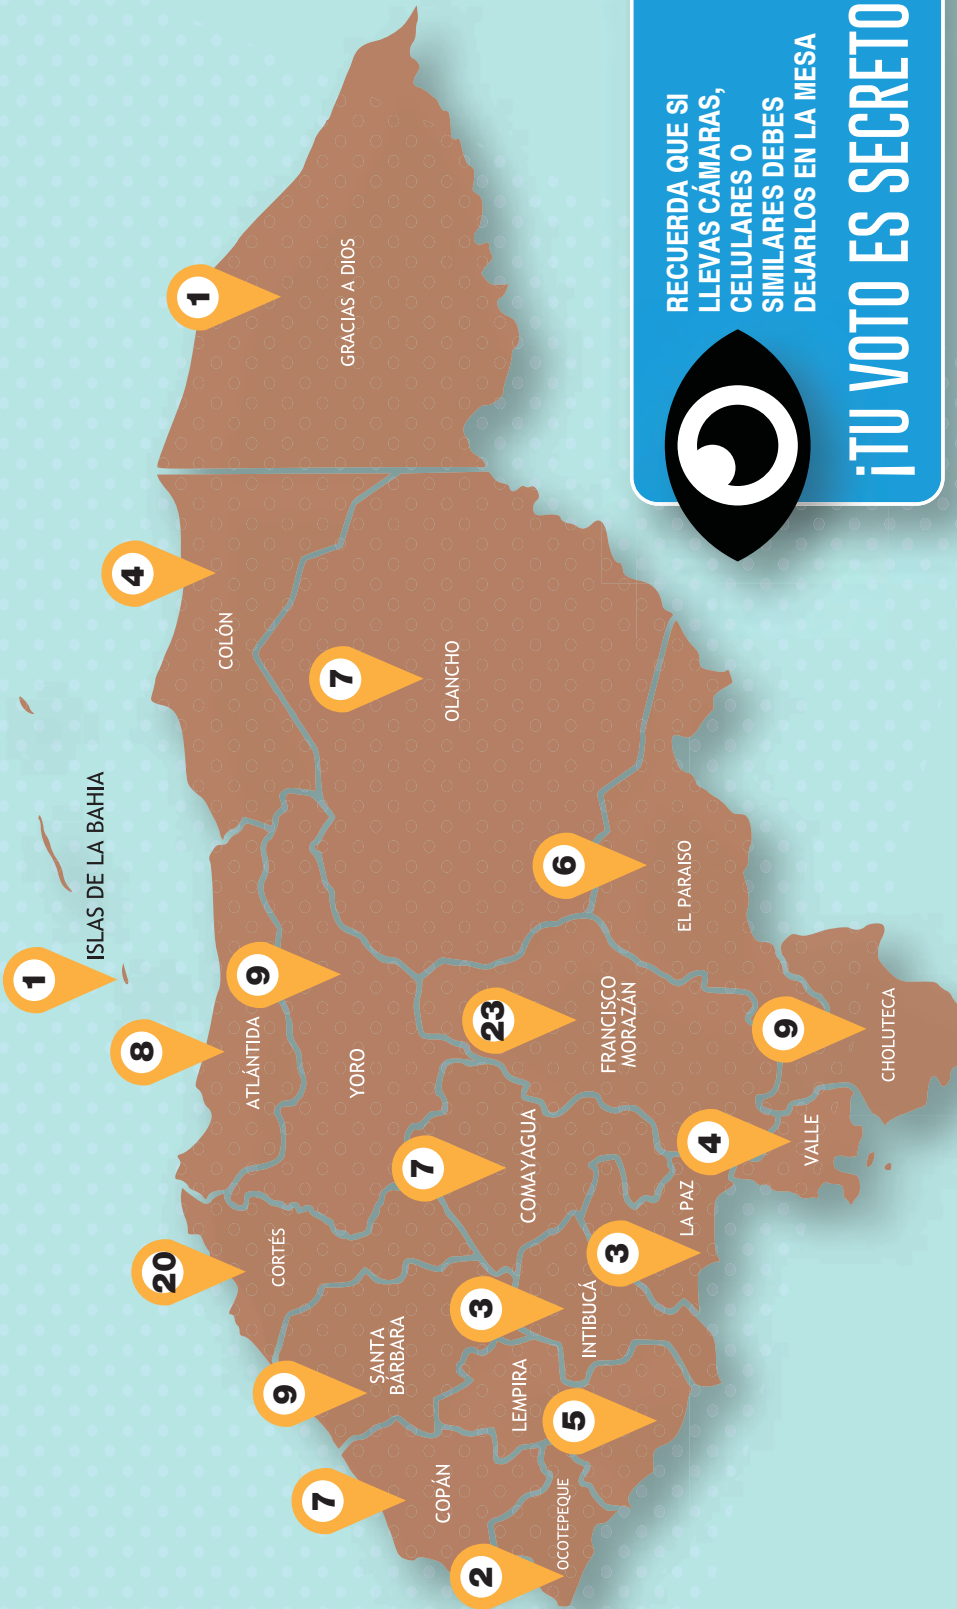 1
ISLAS DE LA BAHIA
8
ATLÁNTIDA
4
COLÓN
1
GRACIAS A DIOS
20
CORTÉS
9
YORO
7
OLANCHO
9
SANTA
BÁRBARA
7
COPÁN
7
COMAYAGUA
23
FRANCISCO
MORAZÁN
6
EL PARAISO
2
OCOTEPEQUE
5
LEMPIRA
3
INTIBUCÁ
3
LA PAZ
4
VALLE
9
CHOLUTECA
RECUERDA QUE SI
LLEVAS CÁMARAS,
CELULARES O
SIMILARES DEBES
DEJARLOS EN LA MESA
¡TU VOTO ES SECRETO